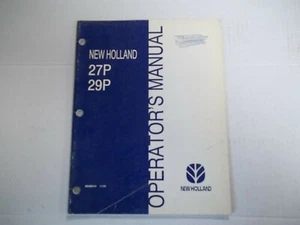 NEW HOLLAND
27P
29P
OPERATOR'S MANUAL
NEW HOLLAND